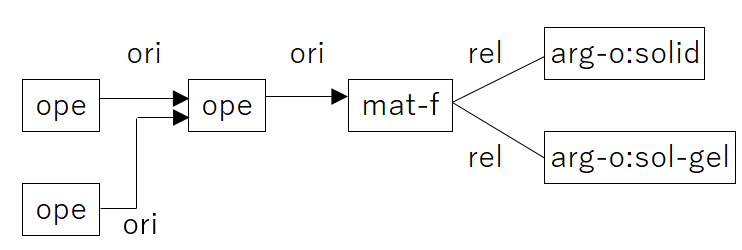 ori
ori
rel
arg-o:solid
ope
ope
mat-f
rel
arg-o:sol-gel
ope
ori